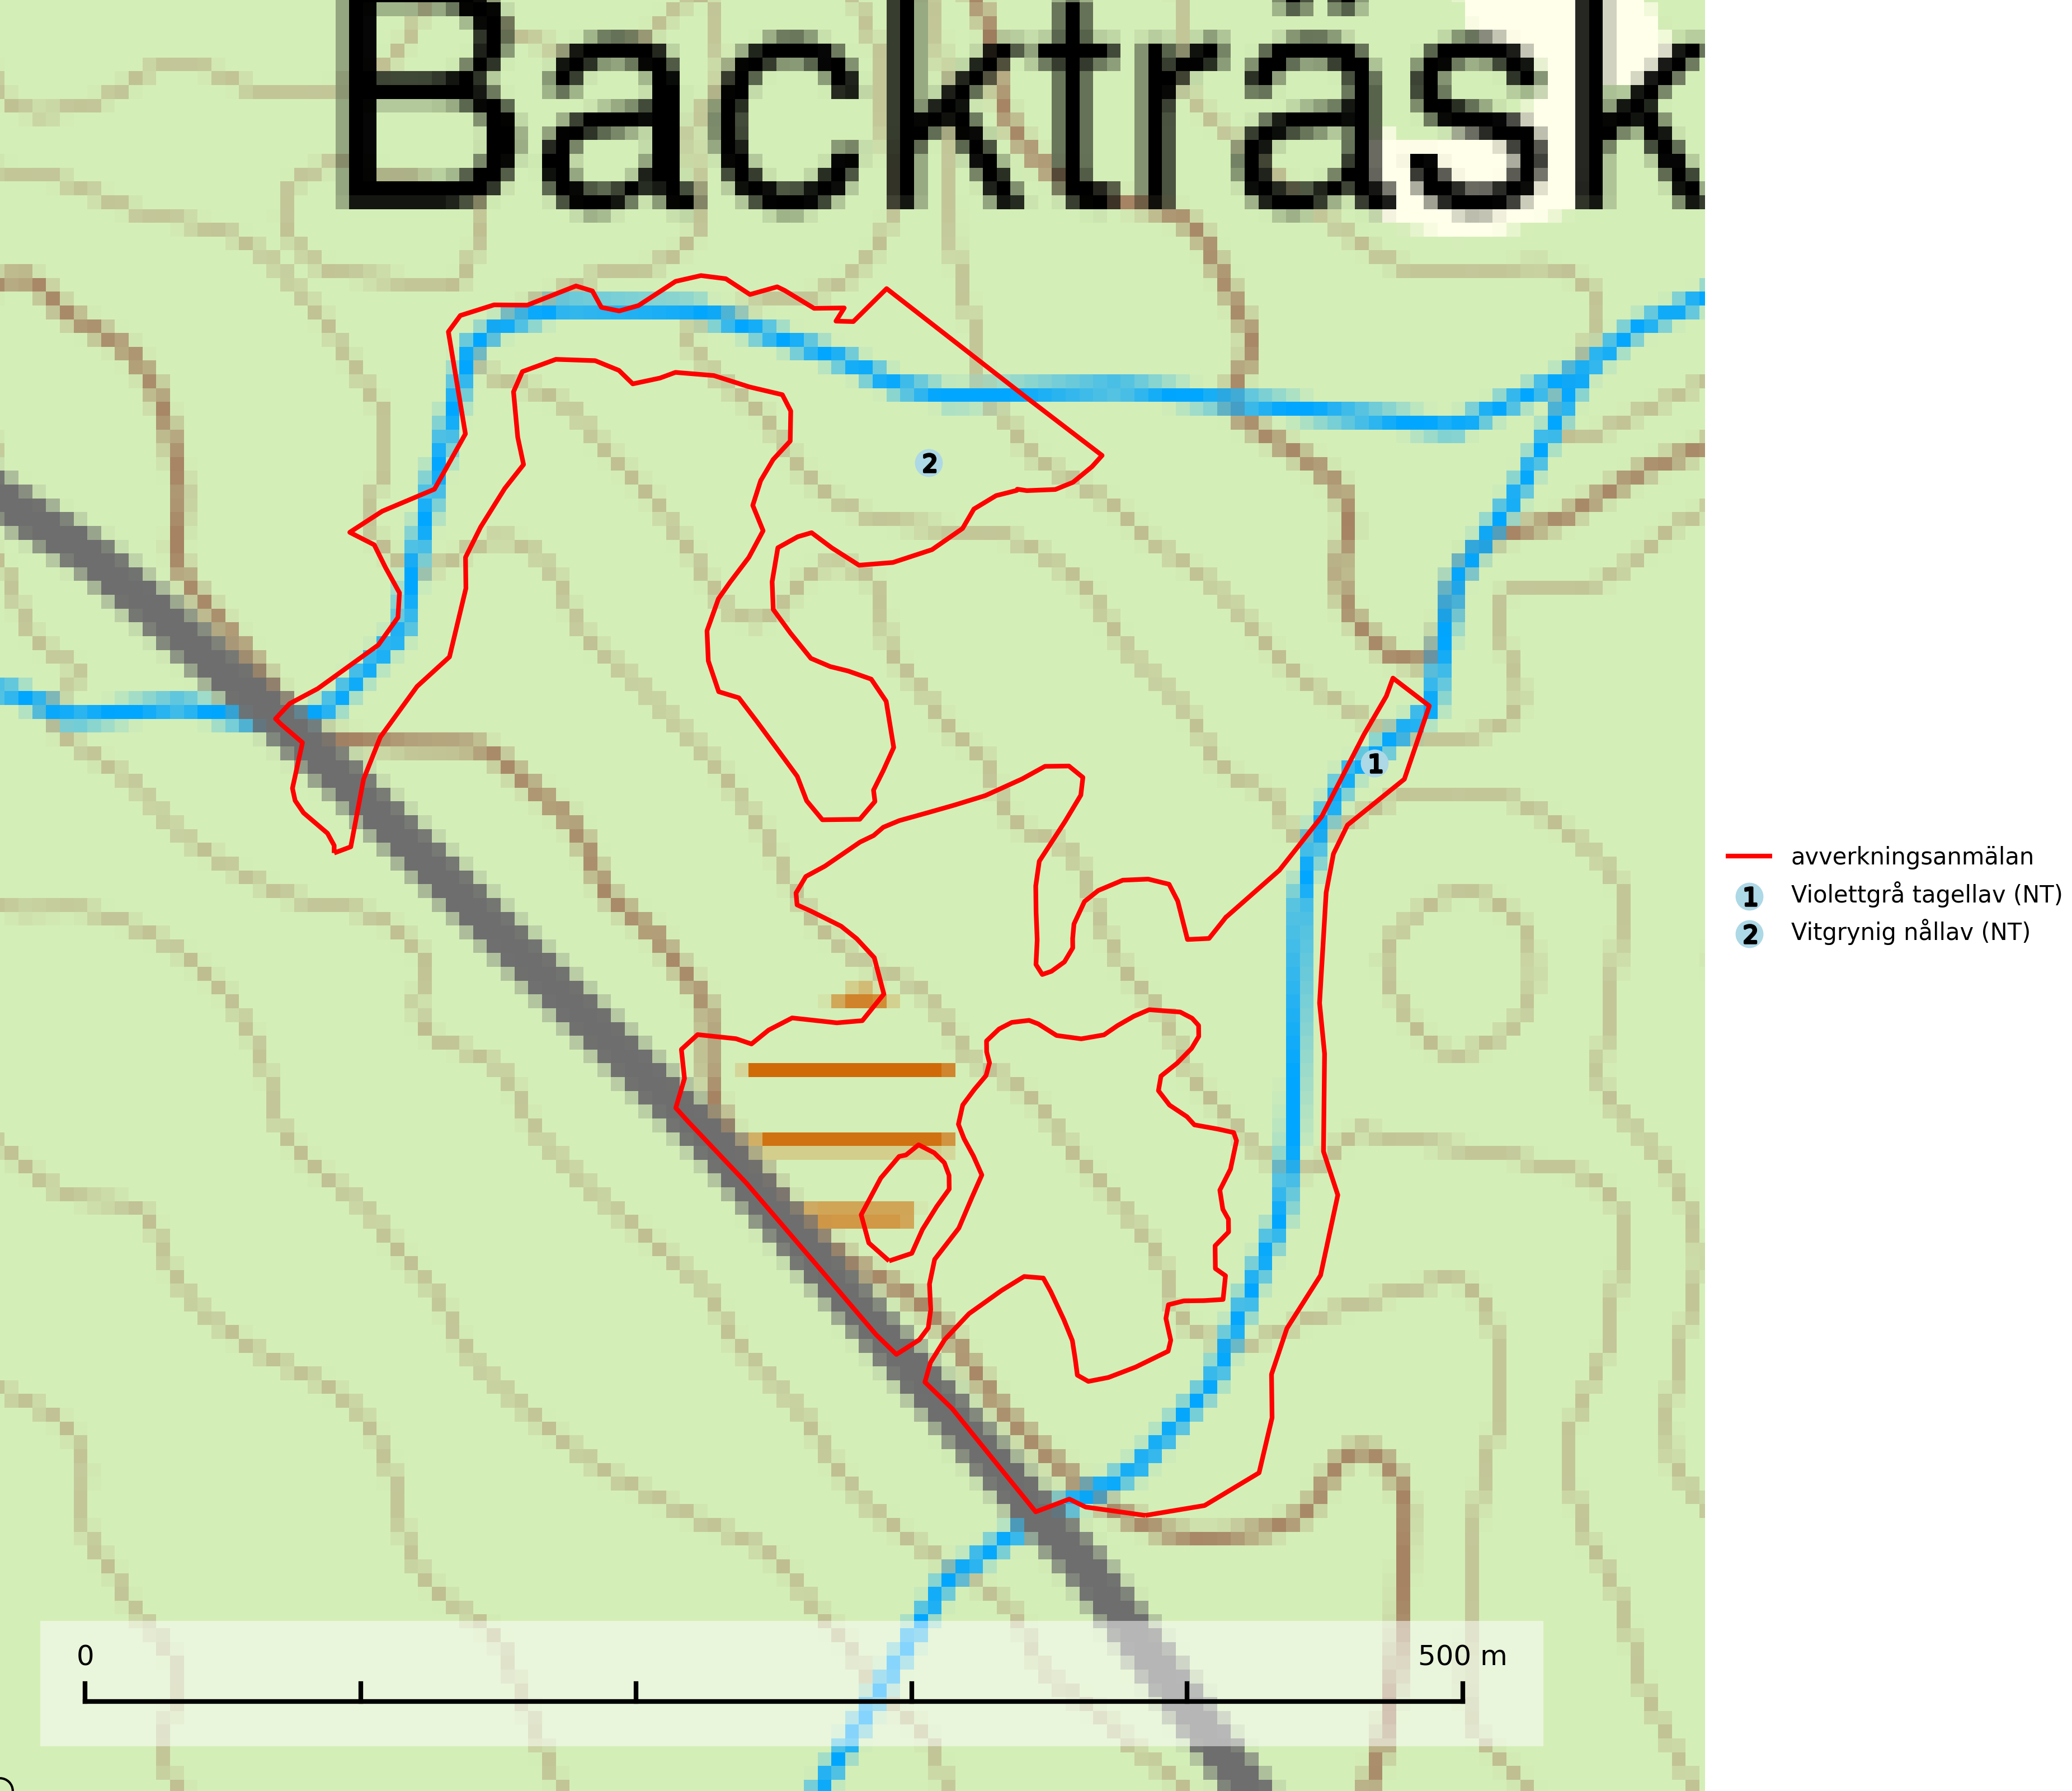 Backträsk
2
1
avverkningsanmälan
1 Violettgrå tagellav (NT)
2 Vitgrynig nållav (NT)
0 500 m